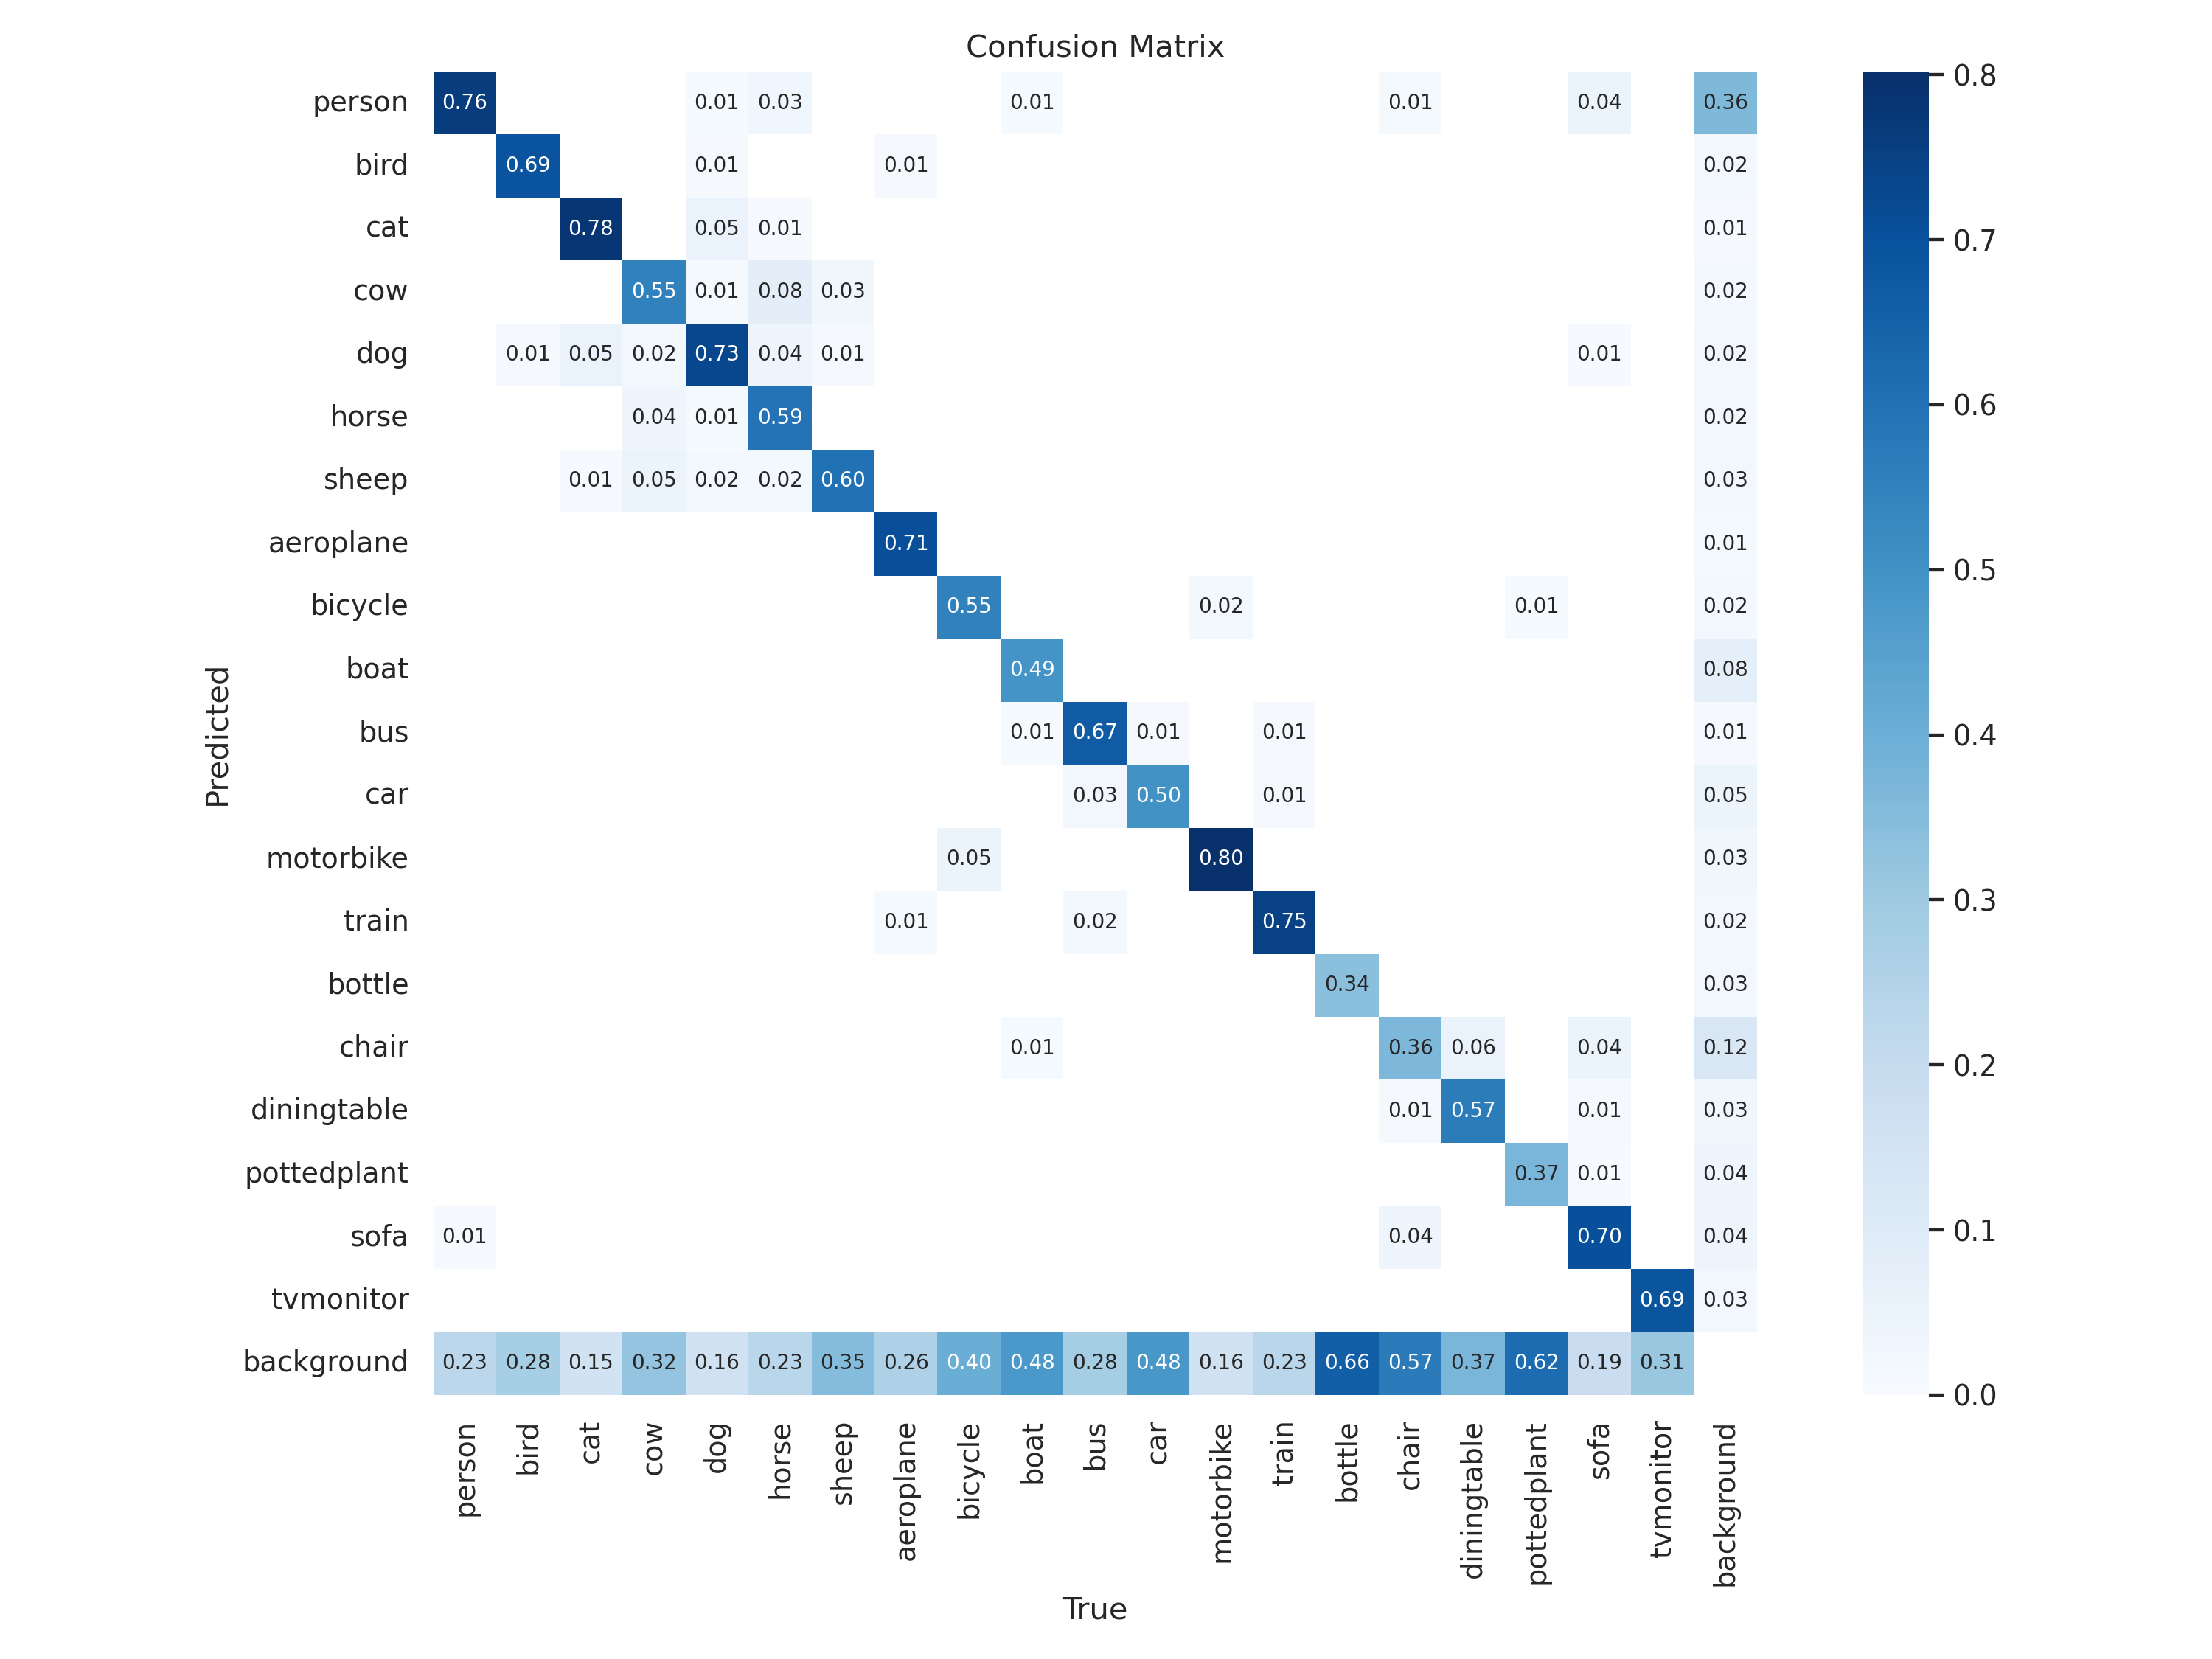 Confusion Matrix
person 0.76 0.01 0.03 0.01 0.01 0.04 0.36
bird 0.69 0.01 0.01 0.02
cat 0.78 0.05 0.01 0.01
cow 0.55 0.01 0.08 0.03 0.02
dog 0.01 0.05 0.02 0.73 0.04 0.01 0.01 0.02
horse 0.04 0.01 0.59 0.02
sheep 0.01 0.05 0.02 0.02 0.60 0.03
aeroplane 0.71 0.01
bicycle 0.55 0.02 0.01 0.02
boat 0.49 0.08
bus 0.01 0.67 0.01 0.01 0.01
car 0.03 0.50 0.01 0.05
motorbike 0.05 0.80 0.03
train 0.01 0.02 0.75 0.02
bottle 0.34 0.03
chair 0.01 0.36 0.06 0.04 0.12
diningtable 0.01 0.57 0.01 0.03
pottedplant 0.37 0.01 0.04
sofa 0.01 0.04 0.70 0.04
tvmonitor 0.69 0.03
background 0.23 0.28 0.15 0.32 0.16 0.23 0.35 0.26 0.40 0.48 0.28 0.48 0.16 0.23 0.66 0.57 0.37 0.62 0.19 0.31
Predicted
person bird cat cow dog horse sheep aeroplane bicycle boat bus car motorbike train bottle chair diningtable pottedplant sofa tvmonitor background
True
0.8
0.7
0.6
0.5
0.4
0.3
0.2
0.1
0.0